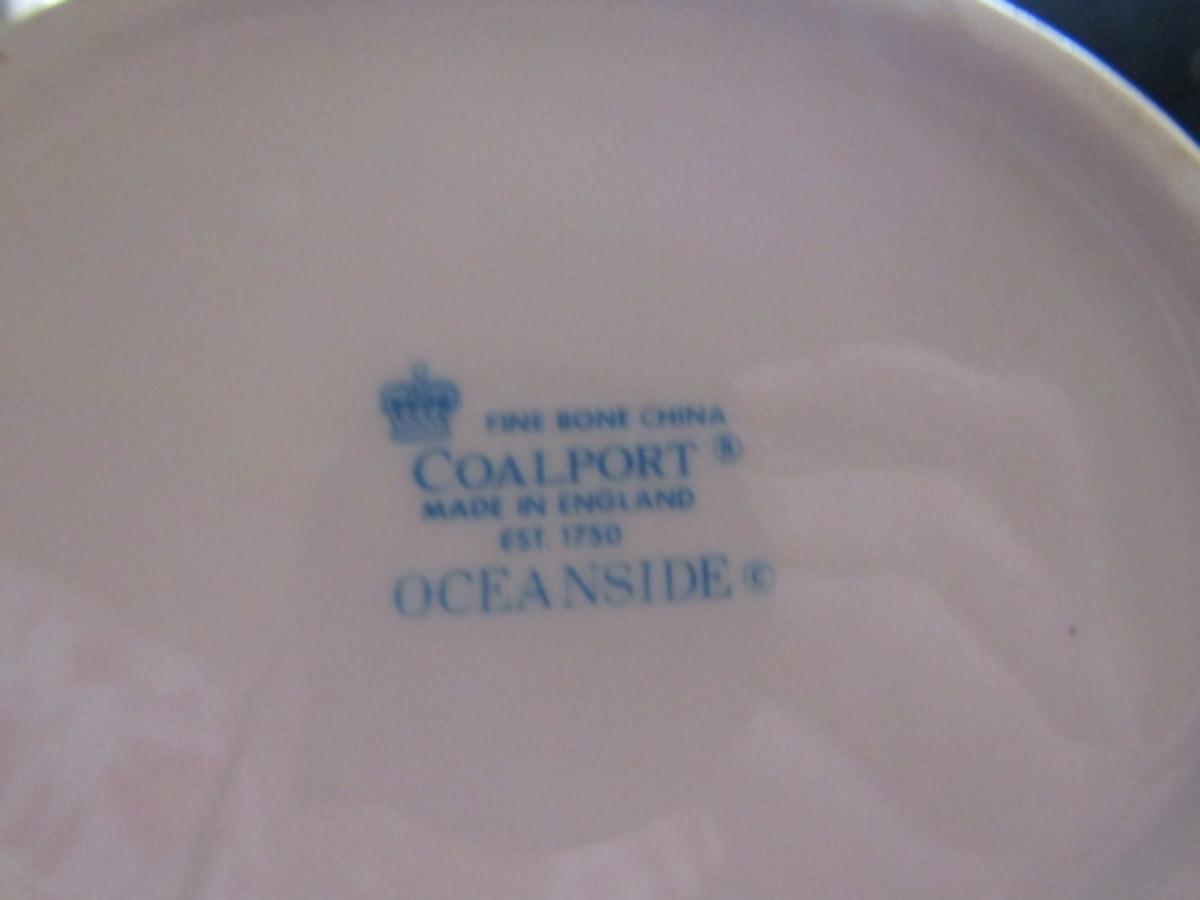 FINE BONE CHINA
COALPORT ®
MADE IN ENGLAND
EST. 1750
OCEANSIDE ©